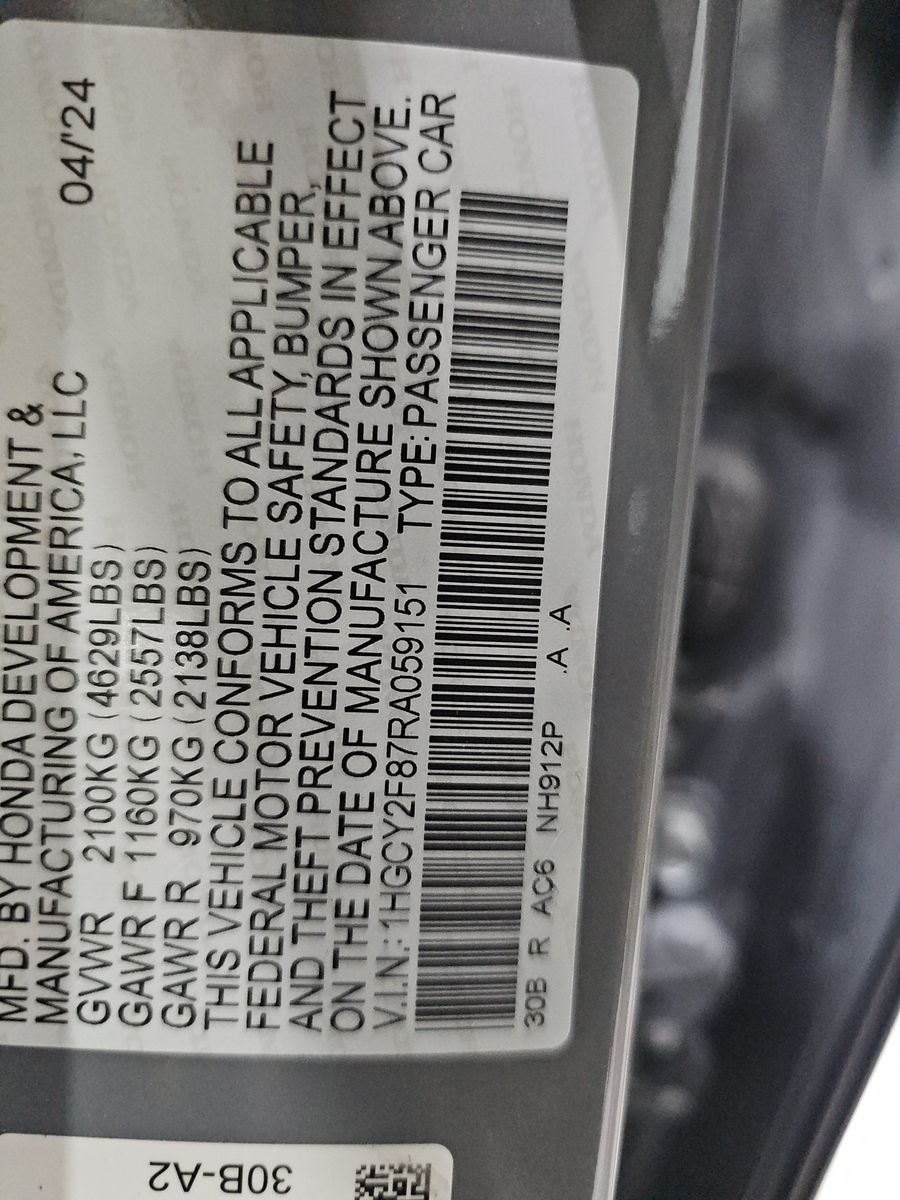 MFD. BY HONDA DEVELOPMENT &
MANUFACTURING OF AMERICA, LLC 04/'24
GVWR 2100KG (4629LBS)
GAWR F 1160KG (2557LBS)
GAWR R 970KG (2138LBS)
THIS VEHICLE CONFORMS TO ALL APPLICABLE
FEDERAL MOTOR VEHICLE SAFETY, BUMPER,
AND THEFT PREVENTION STANDARDS IN EFFECT
ON THE DATE OF MANUFACTURE SHOWN ABOVE.
V.I.N.: 1HGCY2F87RA059151 TYPE: PASSENGER CAR
30B R AC6 NH912P .A .A
30B-A2